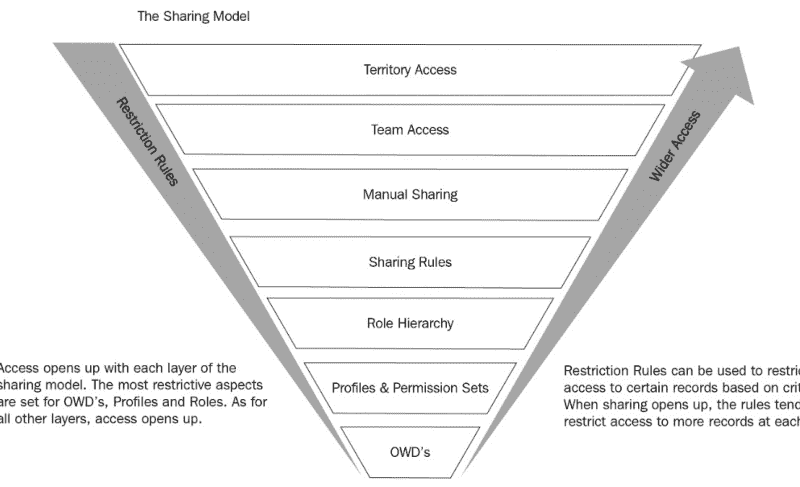 The Sharing Model
Territory Access
Team Access
Manual Sharing
Sharing Rules
Role Hierarchy
Profiles & Permission Sets
OWD's
Restriction Rules
Wider Access
Access opens up with each layer of the
sharing model. The most restrictive aspects
are set for OWD's, Profiles and Roles. As for
all other layers, access opens up.
Restriction Rules can be used to
access to certain records based on
When sharing opens up, the rules tend
restrict access to more records at each